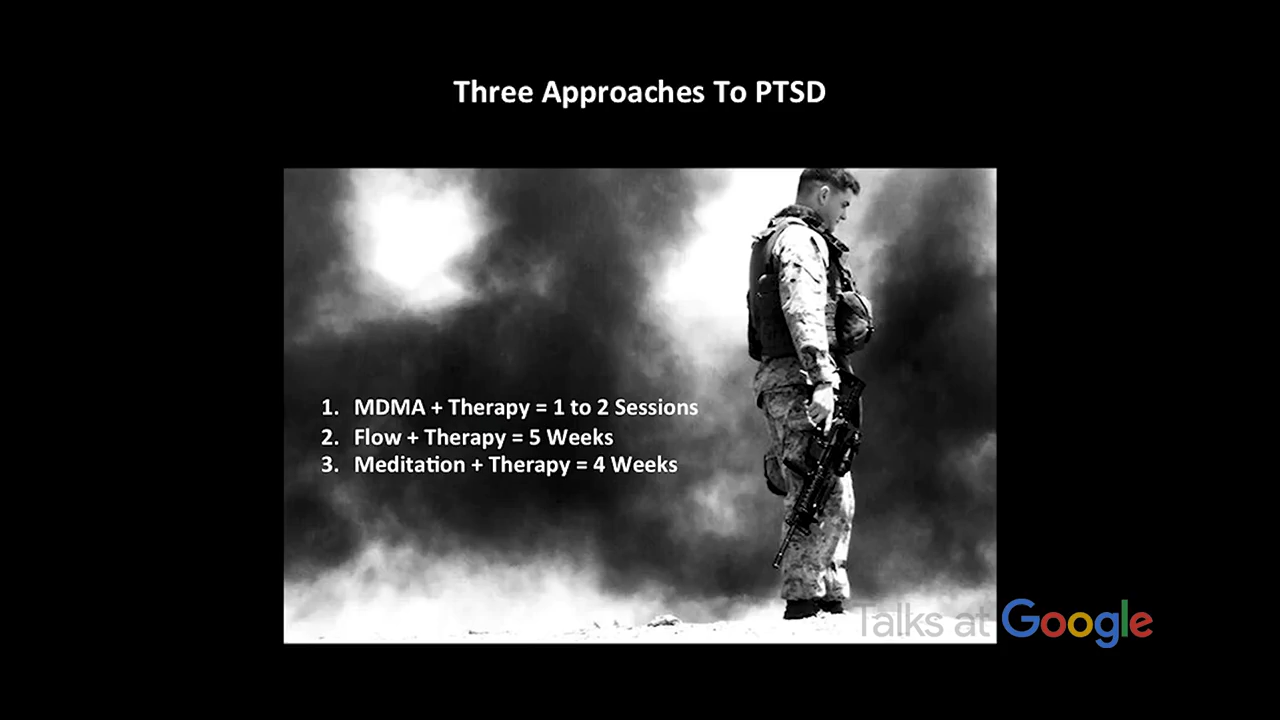 Three Approaches To PTSD
1. MDMA + Therapy = 1 to 2 Sessions
2. Flow + Therapy = 5 Weeks
3. Meditation + Therapy = 4 Weeks
Talks at Google